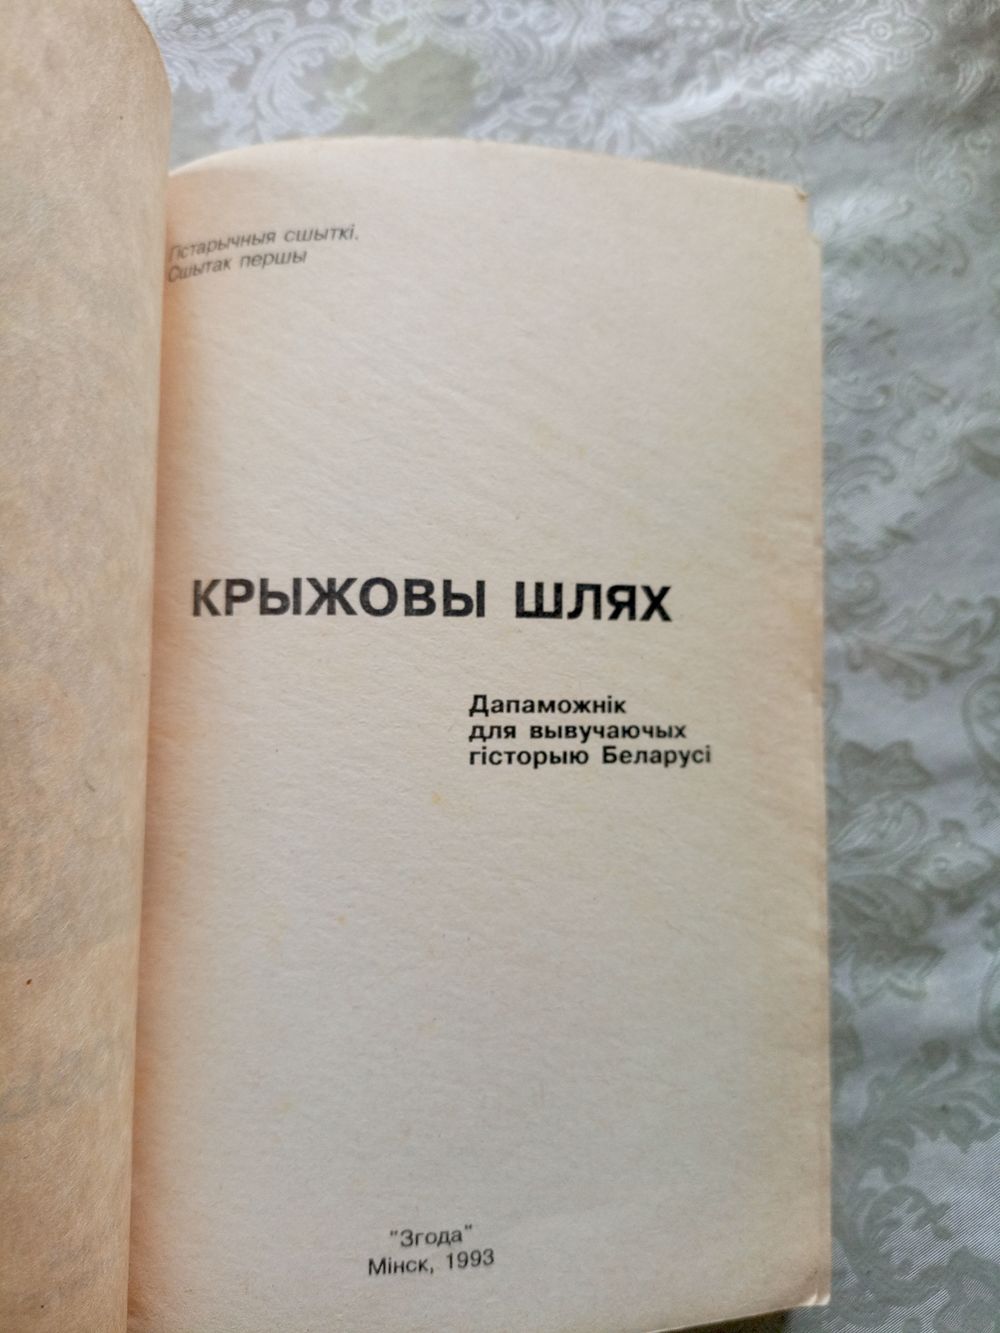 Гістарычныя сшыткі.
Сшытак першы
КРЫЖОВЫ ШЛЯХ
Дапаможнік
для вывучаючых
гісторыю Беларусі
"Згода"
Мінск, 1993